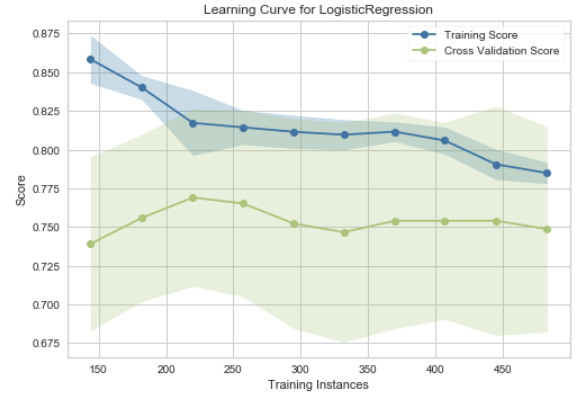 Learning Curve for LogisticRegression
Training Score
Cross Validation Score
0.875
0.850
0.825
0.800
0.775
0.750
0.725
0.700
0.675
Score
150 200 250 300 350 400 450
Training Instances